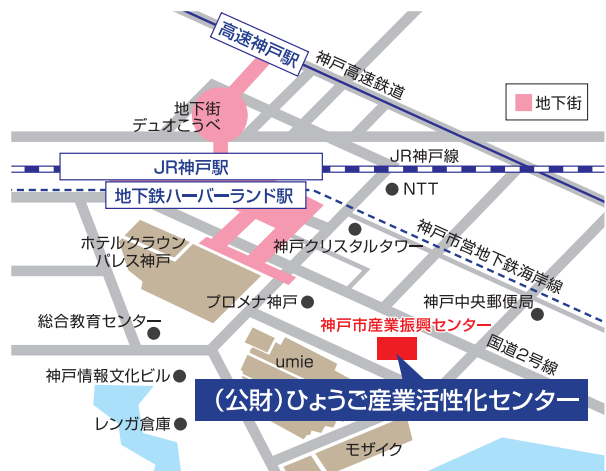 高速神戸駅
神戸高速鉄道
地下街
デュオこうべ
地下街
JR神戸駅
JR神戸線
地下鉄ハーバーランド駅
NTT
ホテルクラウン
パレス神戸
神戸クリスタルタワー
神戸市営地下鉄海岸線
プロメナ神戸
神戸中央郵便局
総合教育センター
神戸市産業振興センター
国道2号線
umie
神戸情報文化ビル
（公財）ひょうご産業活性化センター
レンガ倉庫
モザイク